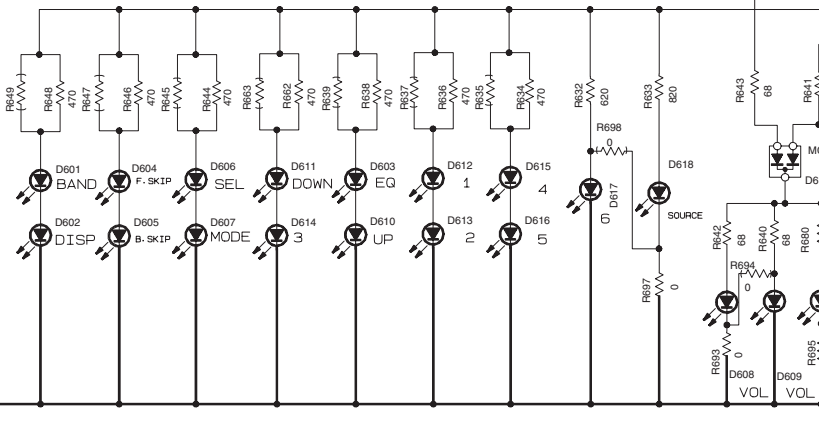 R649
R648
470
R647
R646
470
R645
R644
470
R663
R662
470
R639
R638
470
R637
R636
470
R635
R634
470
R632
620
R633
820
R643
68
R641
R698
0
D601
BAND
D604
F.SKIP
D606
SEL
D611
DOWN
D603
EQ
D612
1
D615
4
D617
6
D618
SOURCE
D602
DISP
D605
B.SKIP
D607
MODE
D614
3
D610
UP
D613
2
D616
5
R642
68
R640
68
R680
R694
0
R697
0
R693
0
R695
D608
VOL
D609
VOL